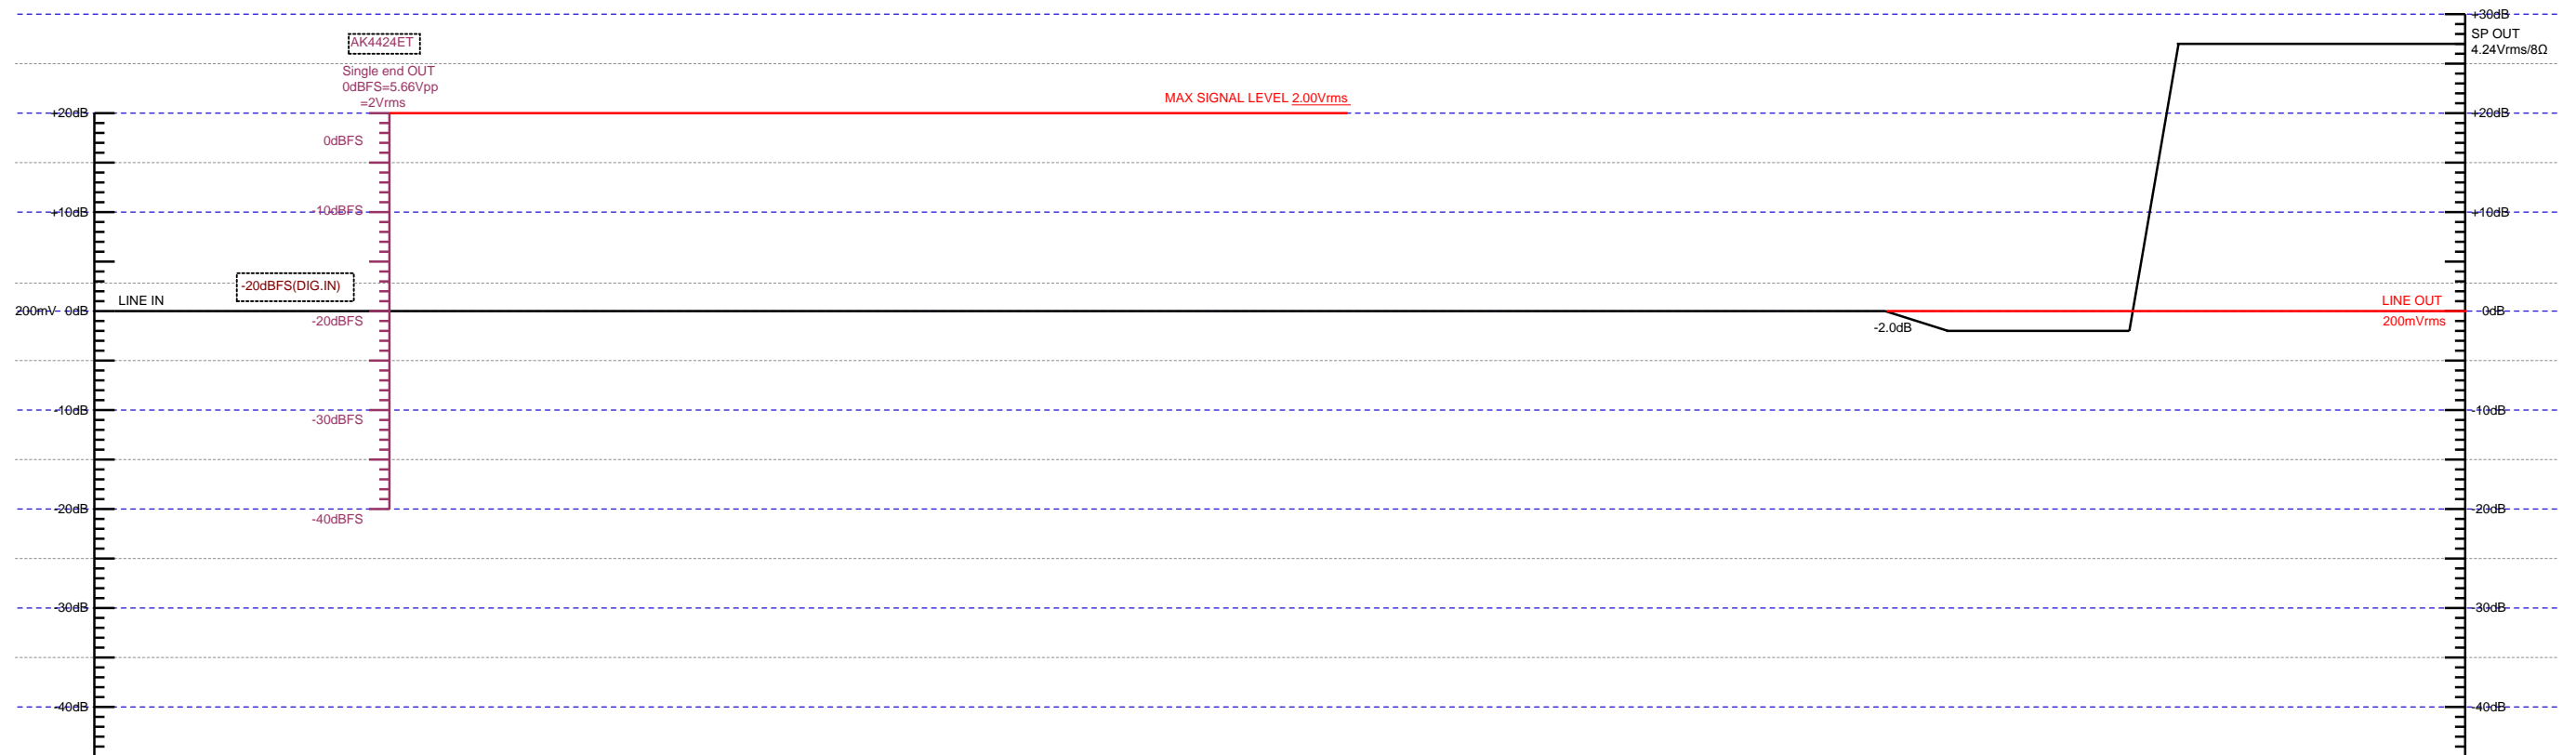 +30dB
SP OUT
4.24Vrms/8Ω
AK4424ET
Single end OUT
0dBFS=5.66Vpp
=2Vrms
MAX SIGNAL LEVEL 2.00Vrms
+20dB
+20dB
0dBFS
+10dB
-10dBFS
+10dB
-20dBFS(DIG.IN)
LINE IN
LINE OUT
200mV 0dB
0dB
-20dBFS
200mVrms
-2.0dB
-10dB
-10dB
-30dBFS
-20dB
-20dB
-40dBFS
-30dB
-30dB
-40dB
-40dB